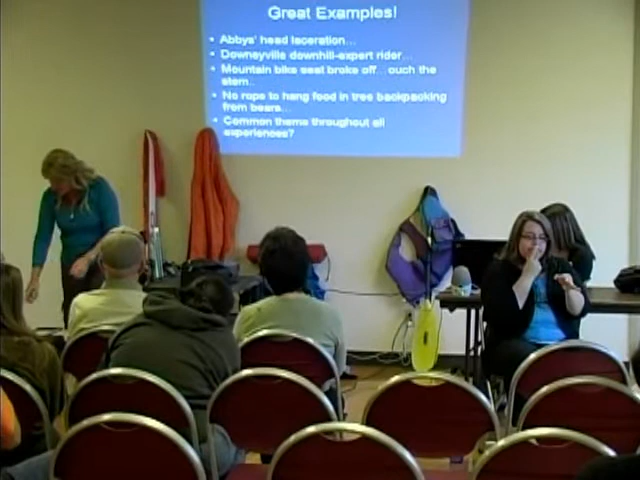 Great Examples!
• Abbys' head laceration…
• Downeyville downhill-expert rider…
• Mountain bike seat broke off…ouch the
stem..
• No rope to hang food in tree backpacking
from bears…
• Common theme throughout all
experiences?